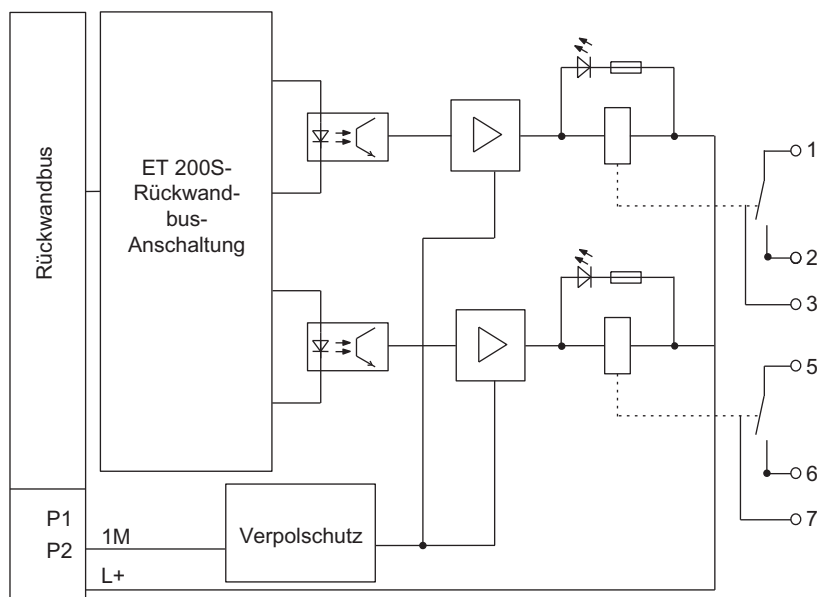 Rückwandbus
ET 200S-
Rückwand-
bus-
Anschaltung
1
2
3
5
6
7
P1
P2
1M
L+
Verpolschutz